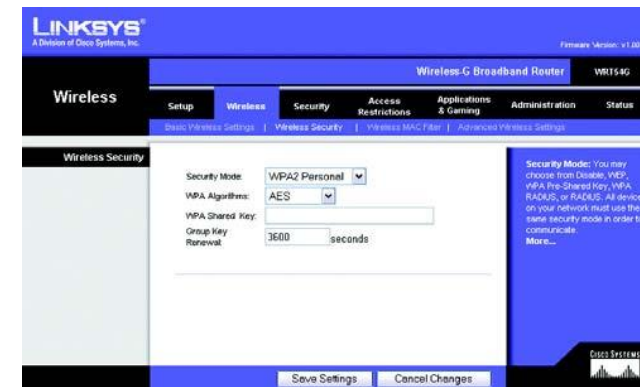 LINKSYS®
A Division of Cisco Systems, Inc.
Firmware Version: v1.00
Wireless-G Broadband Router WRT54G
Wireless
Setup Wireless Security Access Restrictions Applications & Gaming Administration Status
Basic Wireless Settings | Wireless Security | Wireless MAC Filter | Advanced Wireless Settings
Wireless Security
Security Mode: WPA2 Personal
WPA Algorithms: AES
WPA Shared Key:
Group Key Renewal: 3600 seconds
Security Mode: You may
choose from Disable, WEP,
WPA Pre-Shared Key, WPA
RADIUS, or RADIUS. All device
on your network must use the
same security mode in order to
communicate.
More...
Save Settings Cancel Changes
CISCO SYSTEMS